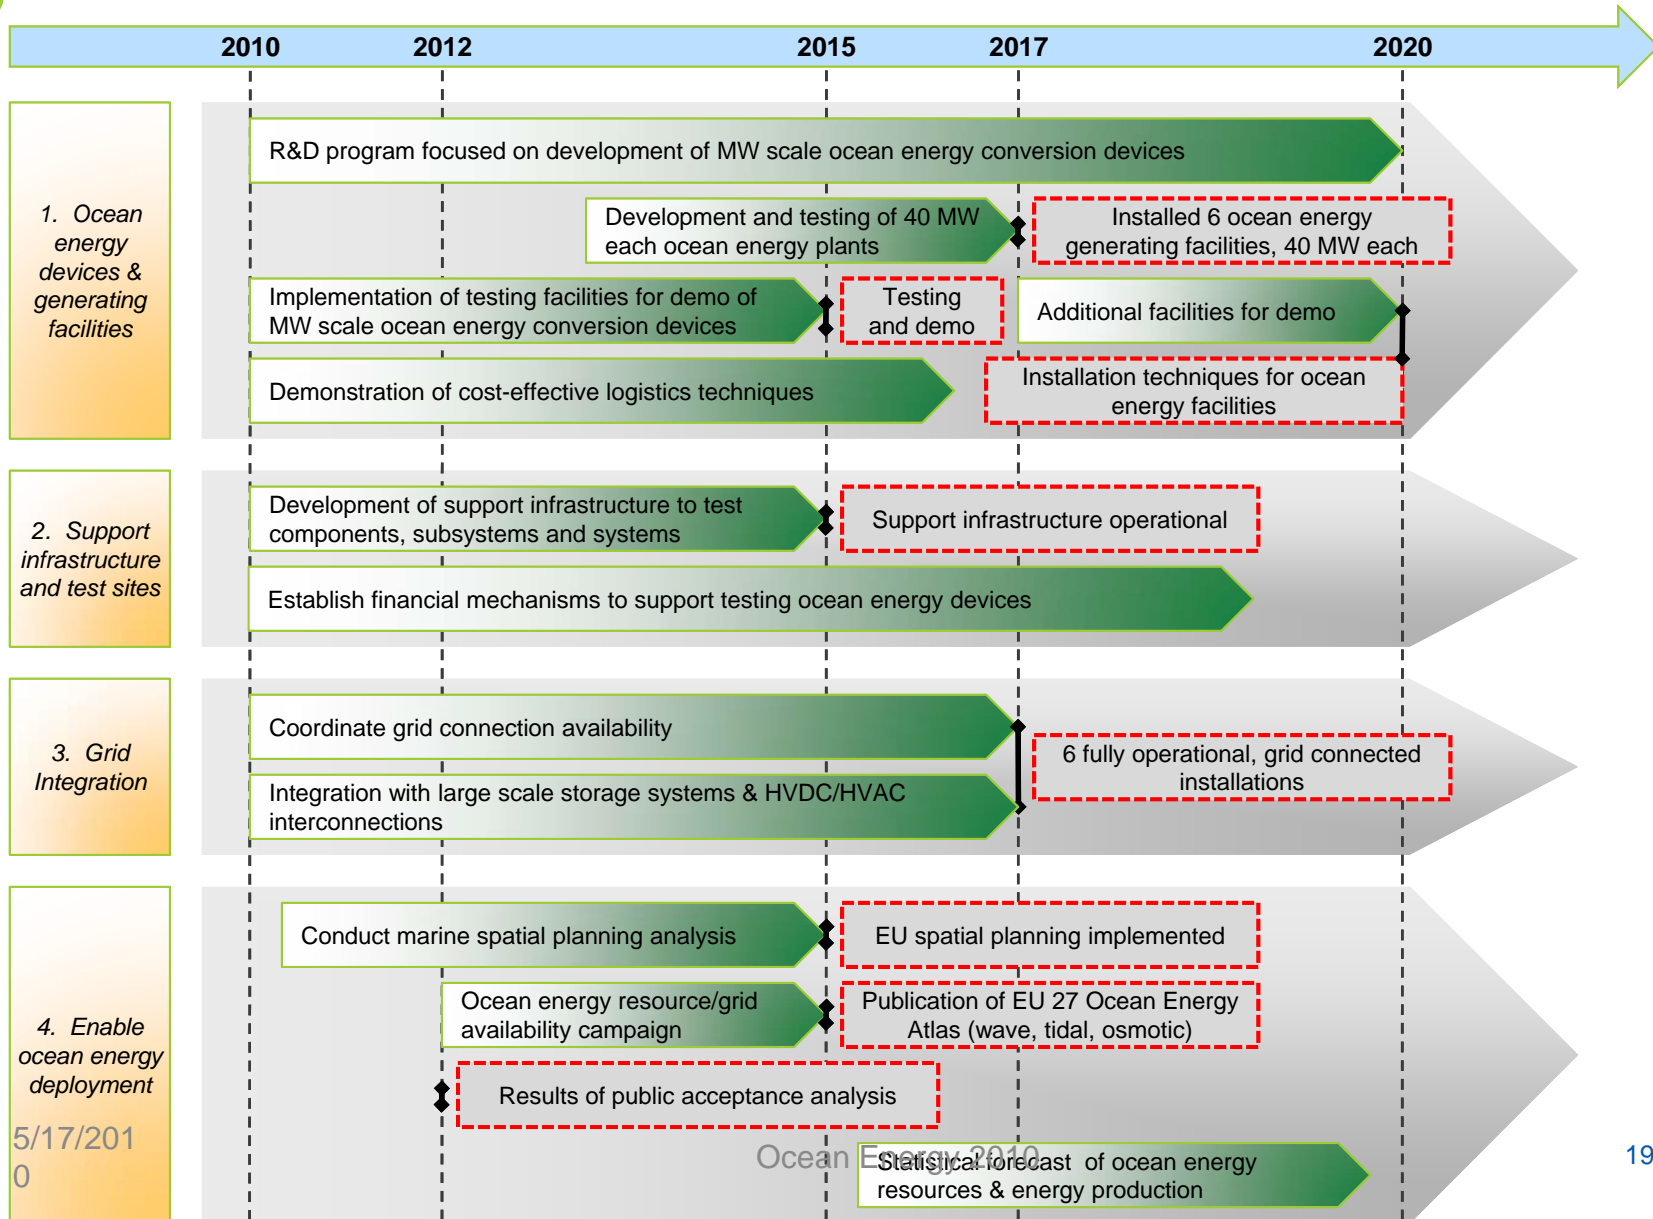 2010 2012 2015 2017 2020
1. Ocean
energy
devices &
generating
facilities
R&D program focused on development of MW scale ocean energy conversion devices
Development and testing of 40 MW
each ocean energy plants
Installed 6 ocean energy
generating facilities, 40 MW each
Implementation of testing facilities for demo of
MW scale ocean energy conversion devices
Testing
and demo
Additional facilities for demo
Demonstration of cost-effective logistics techniques
Installation techniques for ocean
energy facilities
2. Support
infrastructure
and test sites
Development of support infrastructure to test
components, subsystems and systems
Support infrastructure operational
Establish financial mechanisms to support testing ocean energy devices
3. Grid
Integration
Coordinate grid connection availability
Integration with large scale storage systems & HVDC/HVAC
interconnections
6 fully operational, grid connected
installations
4. Enable
ocean energy
deployment
Conduct marine spatial planning analysis
EU spatial planning implemented
Ocean energy resource/grid
availability campaign
Publication of EU 27 Ocean Energy
Atlas (wave, tidal, osmotic)
Results of public acceptance analysis
Statistical forecast of ocean energy
resources & energy production
5/17/201
0
Ocean Energy 2010
19